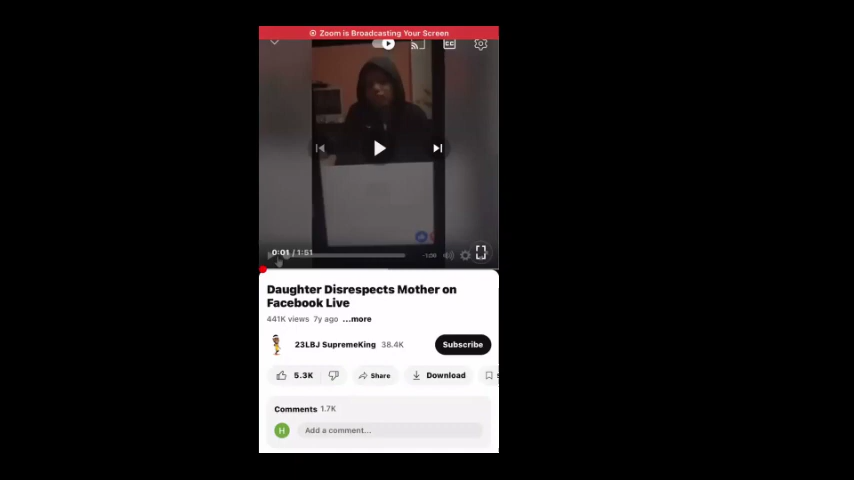 Zoom is Broadcasting Your Screen
CC
0:01 / 1:51
Daughter Disrespects Mother on
Facebook Live
441K views 7y ago ...more
23LBJ SupremeKing 38.4K Subscribe
5.3K Share Download
Comments 1.7K
H Add a comment...